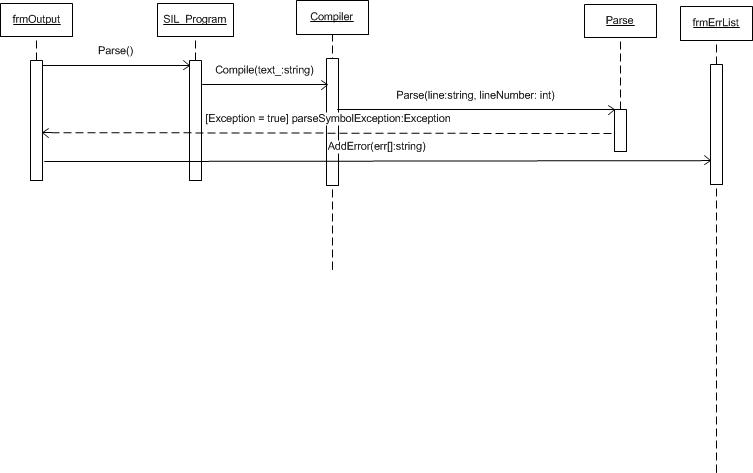 frmOutput
SIL_Program
Compiler
Parse
frmErrList
Parse()
Compile(text_:string)
Parse(line:string, lineNumber: int)
[Exception = true] parseSymbolException:Exception
AddError(err[]:string)